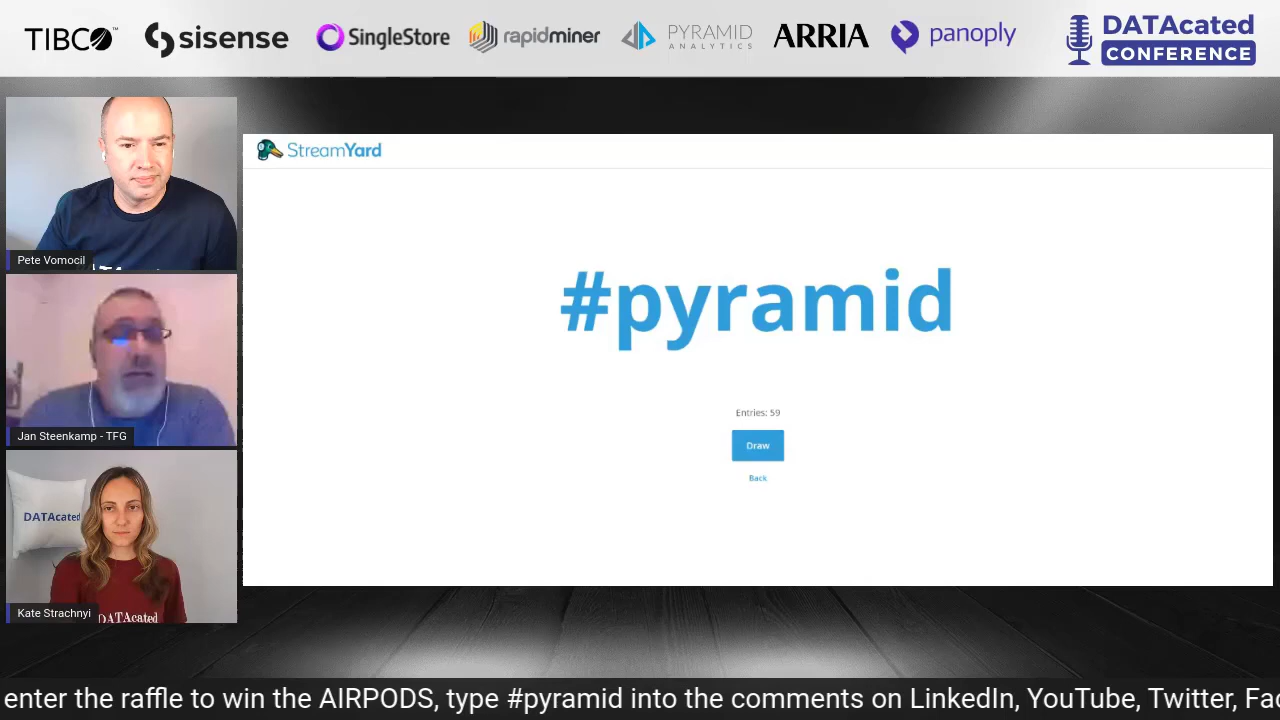 TIBCO
sisense
SingleStore
rapidminer
PYRAMID
ANALYTICS
ARRIA
panoply
DATAcated
CONFERENCE
Pete Vomocil
StreamYard
#pyramid
Entries: 59
Draw
Back
Jan Steenkamp - TFG
DATAcated
DATAcated
Kate Strachnyi
enter the raffle to win the AIRPODS, type #pyramid into the comments on LinkedIn, YouTube, Twitter,